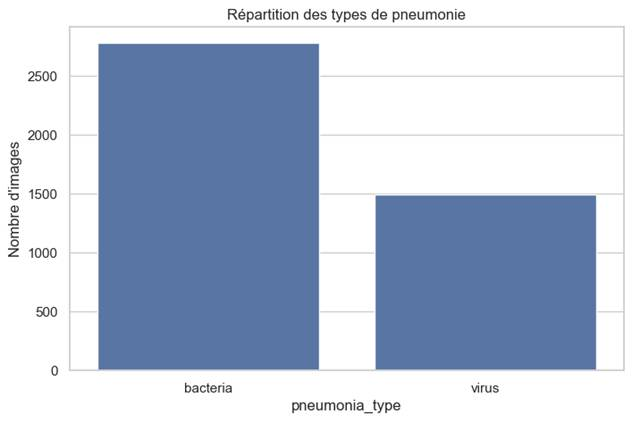 Répartition des types de pneumonie
Nombre d'images
2500
2000
1500
1000
500
0
bacteria
virus
pneumonia_type